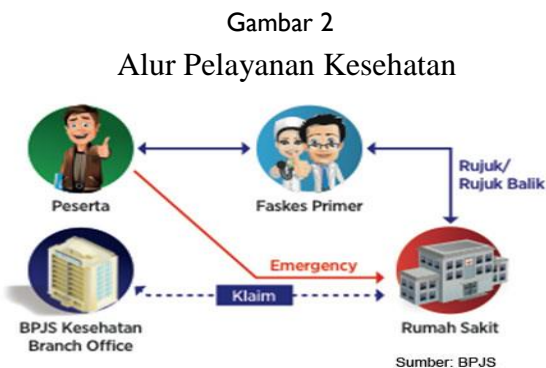 Gambar 2
Alur Pelayanan Kesehatan
Peserta
Faskes Primer
Rujuk/
Rujuk Balik
Emergency
Klaim
BPJS Kesehatan
Branch Office
Rumah Sakit
Sumber: BPJS